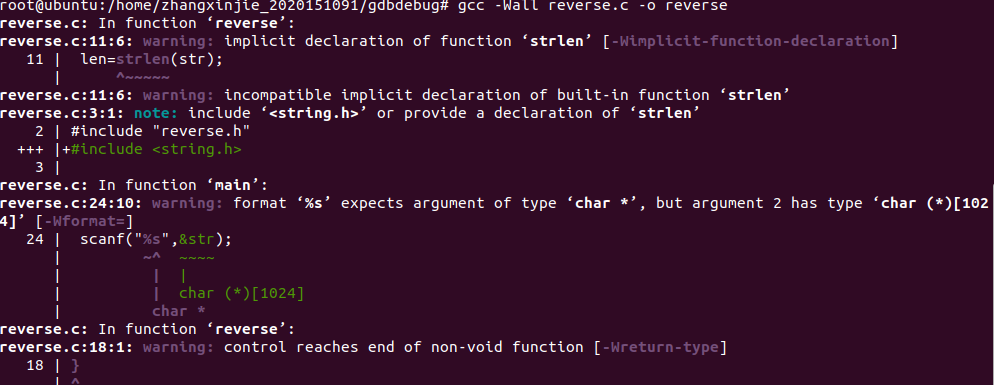 root@ubuntu:/home/zhangxinjie_2020151091/gdbdebug# gcc -Wall reverse.c -o reverse
reverse.c: In function ‘reverse’:
reverse.c:11:6: warning: implicit declaration of function ‘strlen’ [-Wimplicit-function-declaration]
   11 |  len=strlen(str);
      |      ^~~~~~
reverse.c:11:6: warning: incompatible implicit declaration of built-in function ‘strlen’
reverse.c:3:1: note: include ‘<string.h>’ or provide a declaration of ‘strlen’
    2 | #include "reverse.h"
  +++ |+#include <string.h>
    3 |
reverse.c: In function ‘main’:
reverse.c:24:10: warning: format ‘%s’ expects argument of type ‘char *’, but argument 2 has type ‘char (*)[102
4]’ [-Wformat=]
   24 |  scanf("%s",&str);
      |         ~^  ~~~~
      |          |  |
      |          |  char (*)[1024]
      |          char *
reverse.c: In function ‘reverse’:
reverse.c:18:1: warning: control reaches end of non-void function [-Wreturn-type]
   18 | }
      | ^